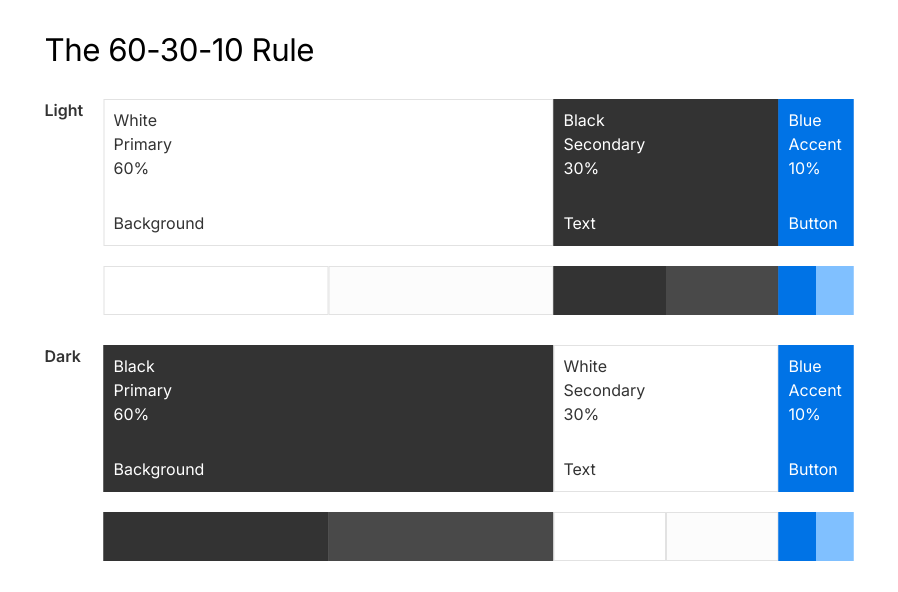 The 60-30-10 Rule
Light
White
Primary
60%
Background
Black
Secondary
30%
Text
Blue
Accent
10%
Button
Dark
Black
Primary
60%
Background
White
Secondary
30%
Text
Blue
Accent
10%
Button